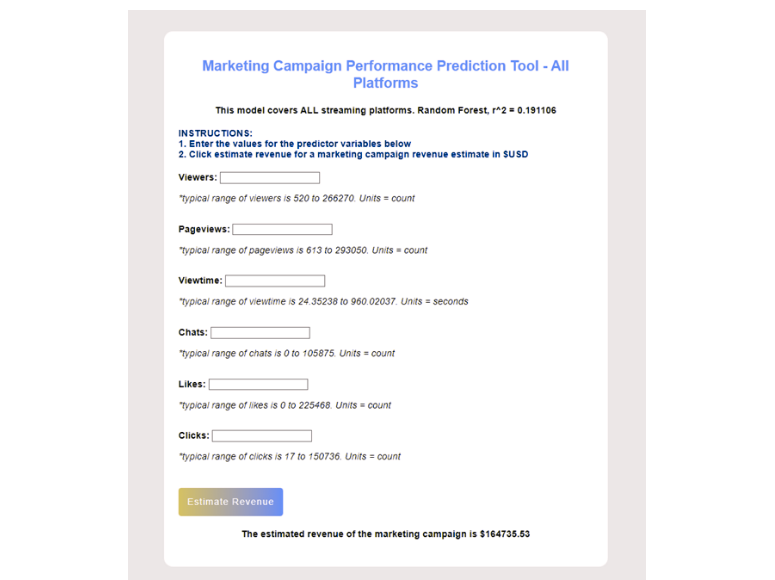 Marketing Campaign Performance Prediction Tool - All
Platforms
This model covers ALL streaming platforms. Random Forest, r^2 = 0.191106
INSTRUCTIONS:
1. Enter the values for the predictor variables below
2. Click estimate revenue for a marketing campaign revenue estimate in $USD
Viewers:
*typical range of viewers is 520 to 266270. Units = count
Pageviews:
*typical range of pageviews is 613 to 293050. Units = count
Viewtime:
*typical range of viewtime is 24.35238 to 960.02037. Units = seconds
Chats:
*typical range of chats is 0 to 105875. Units = count
Likes:
*typical range of likes is 0 to 225468. Units = count
Clicks:
*typical range of clicks is 17 to 150736. Units = count
Estimate Revenue
The estimated revenue of the marketing campaign is $164735.53